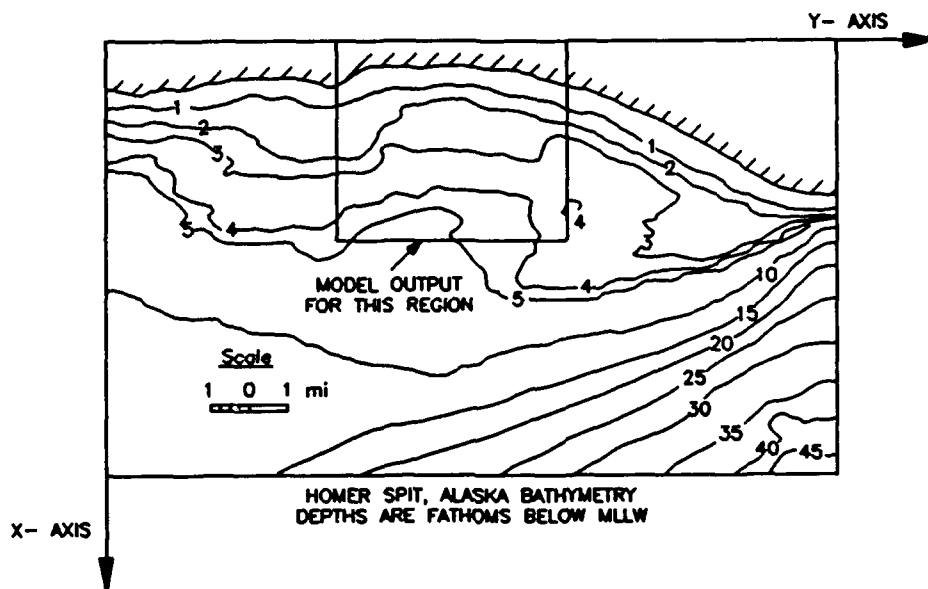 Y- AXIS
1
2
3
4
5
1
2
3
4
MODEL OUTPUT
FOR THIS REGION
5
4
10
15
20
25
30
35
40
45
Scale
1 0 1 mi
HOMER SPIT, ALASKA BATHYMETRY
DEPTHS ARE FATHOMS BELOW MLLW
X- AXIS